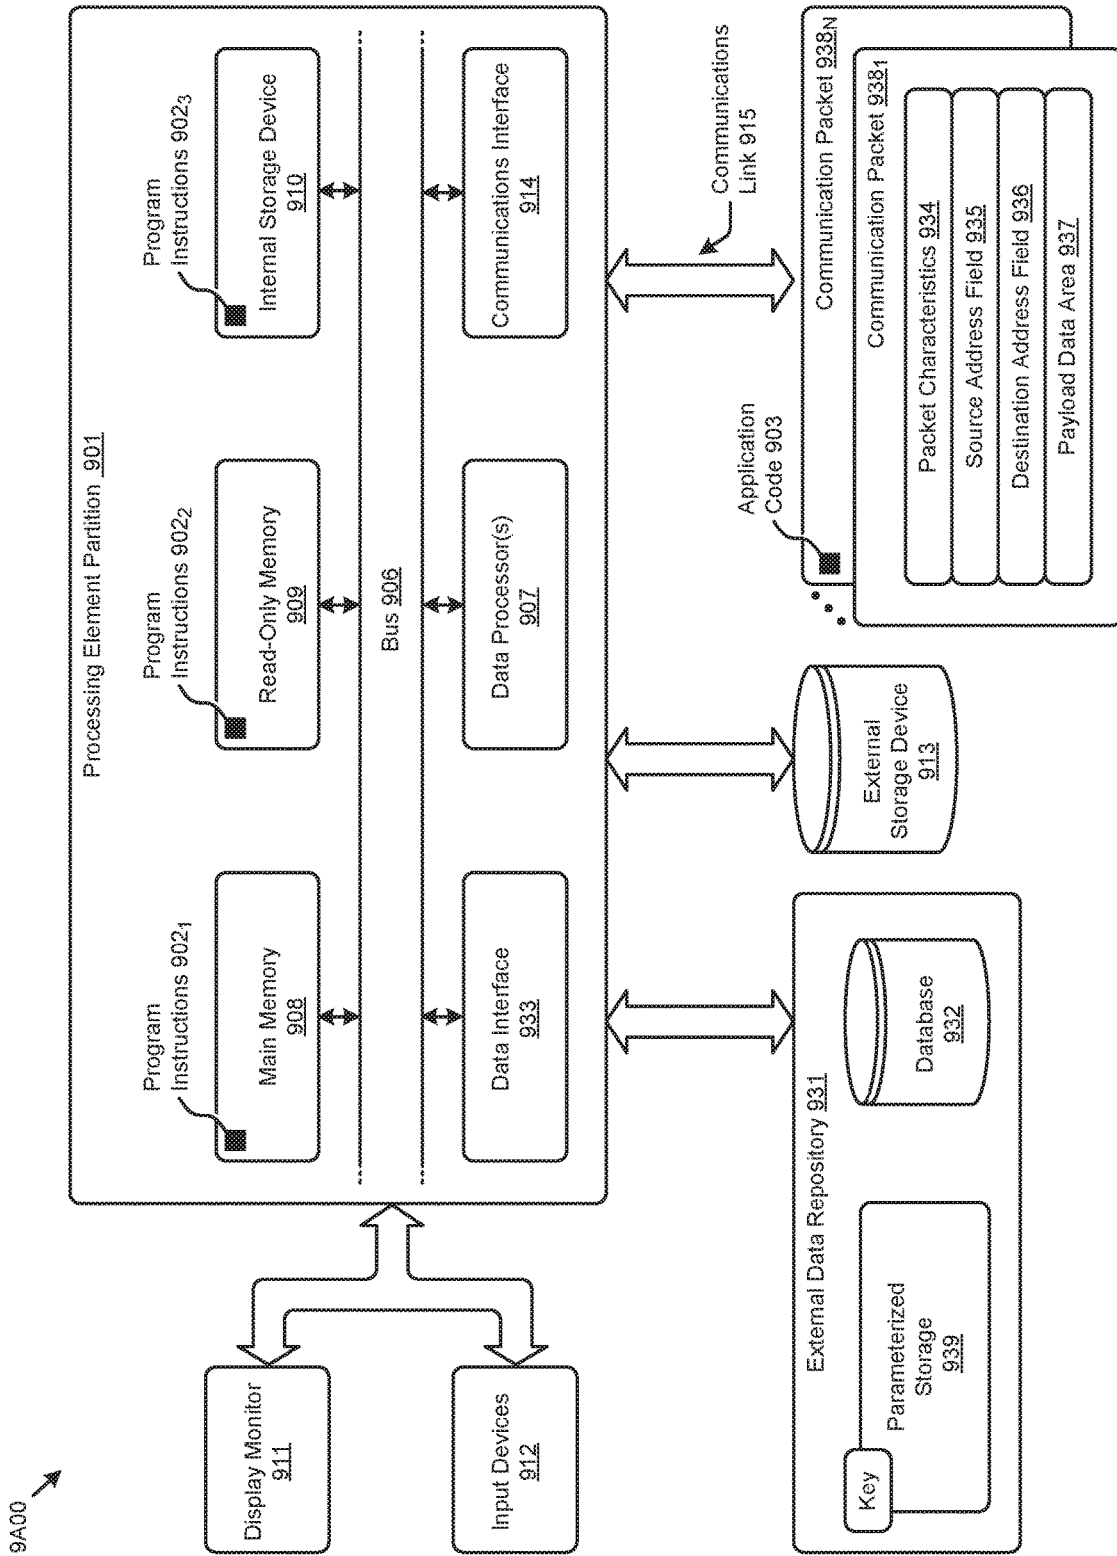 9A00
Processing Element Partition 901
Program
Instructions 902₁
Program
Instructions 902₂
Program
Instructions 902₃
Main Memory
908
Read-Only Memory
909
Internal Storage Device
910
Bus 906
Data Interface
933
Data Processor(s)
907
Communications Interface
914
Display Monitor
911
Input Devices
912
Communications
Link 915
External Data Repository 931
Key
Parameterized
Storage
939
Database
932
External
Storage Device
913
Application
Code 903
Communication Packet 938N
Communication Packet 938₁
Packet Characteristics 934
Source Address Field 935
Destination Address Field 936
Payload Data Area 937